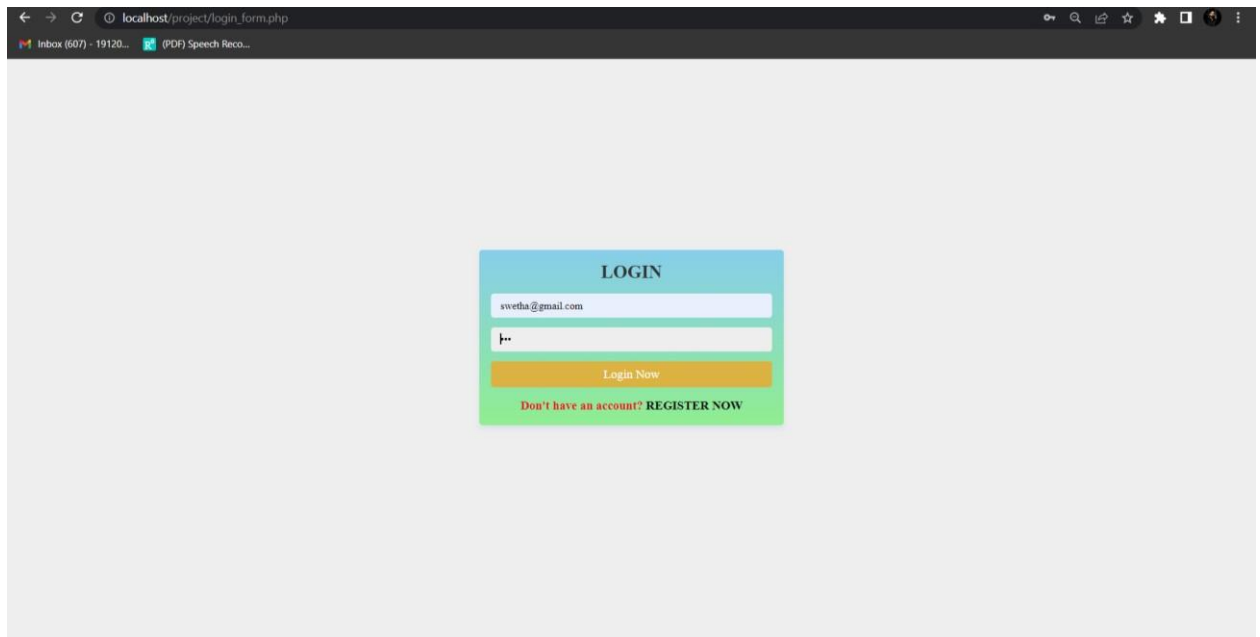 localhost/project/login_form.php
Inbox (607) - 19120... (PDF) Speech Reco...
LOGIN
swetha@gmail.com
•••
Login Now
Don't have an account? REGISTER NOW